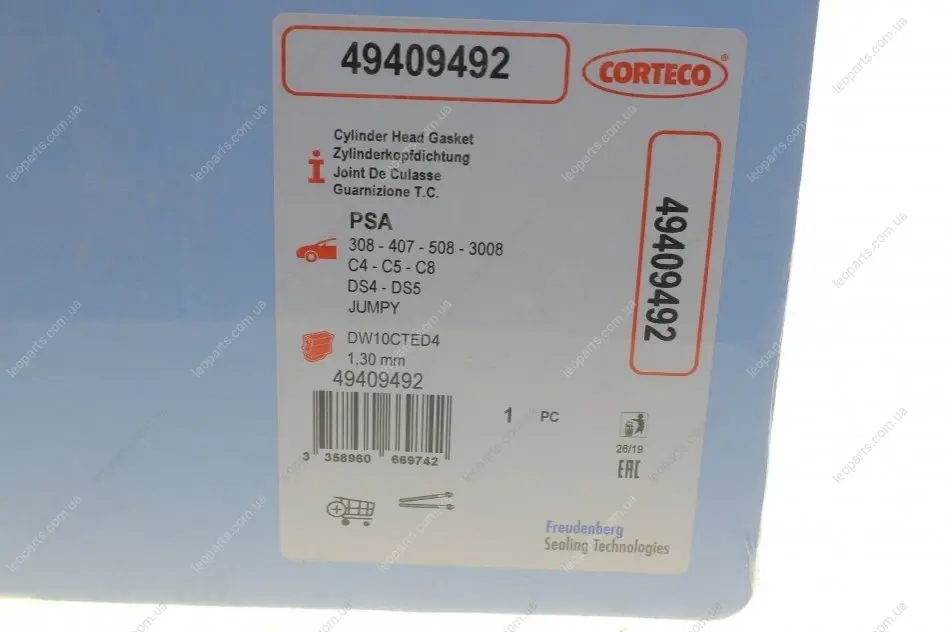 49409492
CORTECO®
Cylinder Head Gasket
Zylinderkopfdichtung
Joint De Culasse
Guarnizione T.C.
PSA
308 - 407 - 508 - 3008
C4 - C5 - C8
DS4 - DS5
JUMPY
DW10CTED4
1,30 mm
49409492
3 358960 669742
1 PC
26/19
EAC
49409492
Freudenberg
Sealing Technologies
leoparts.com.ua